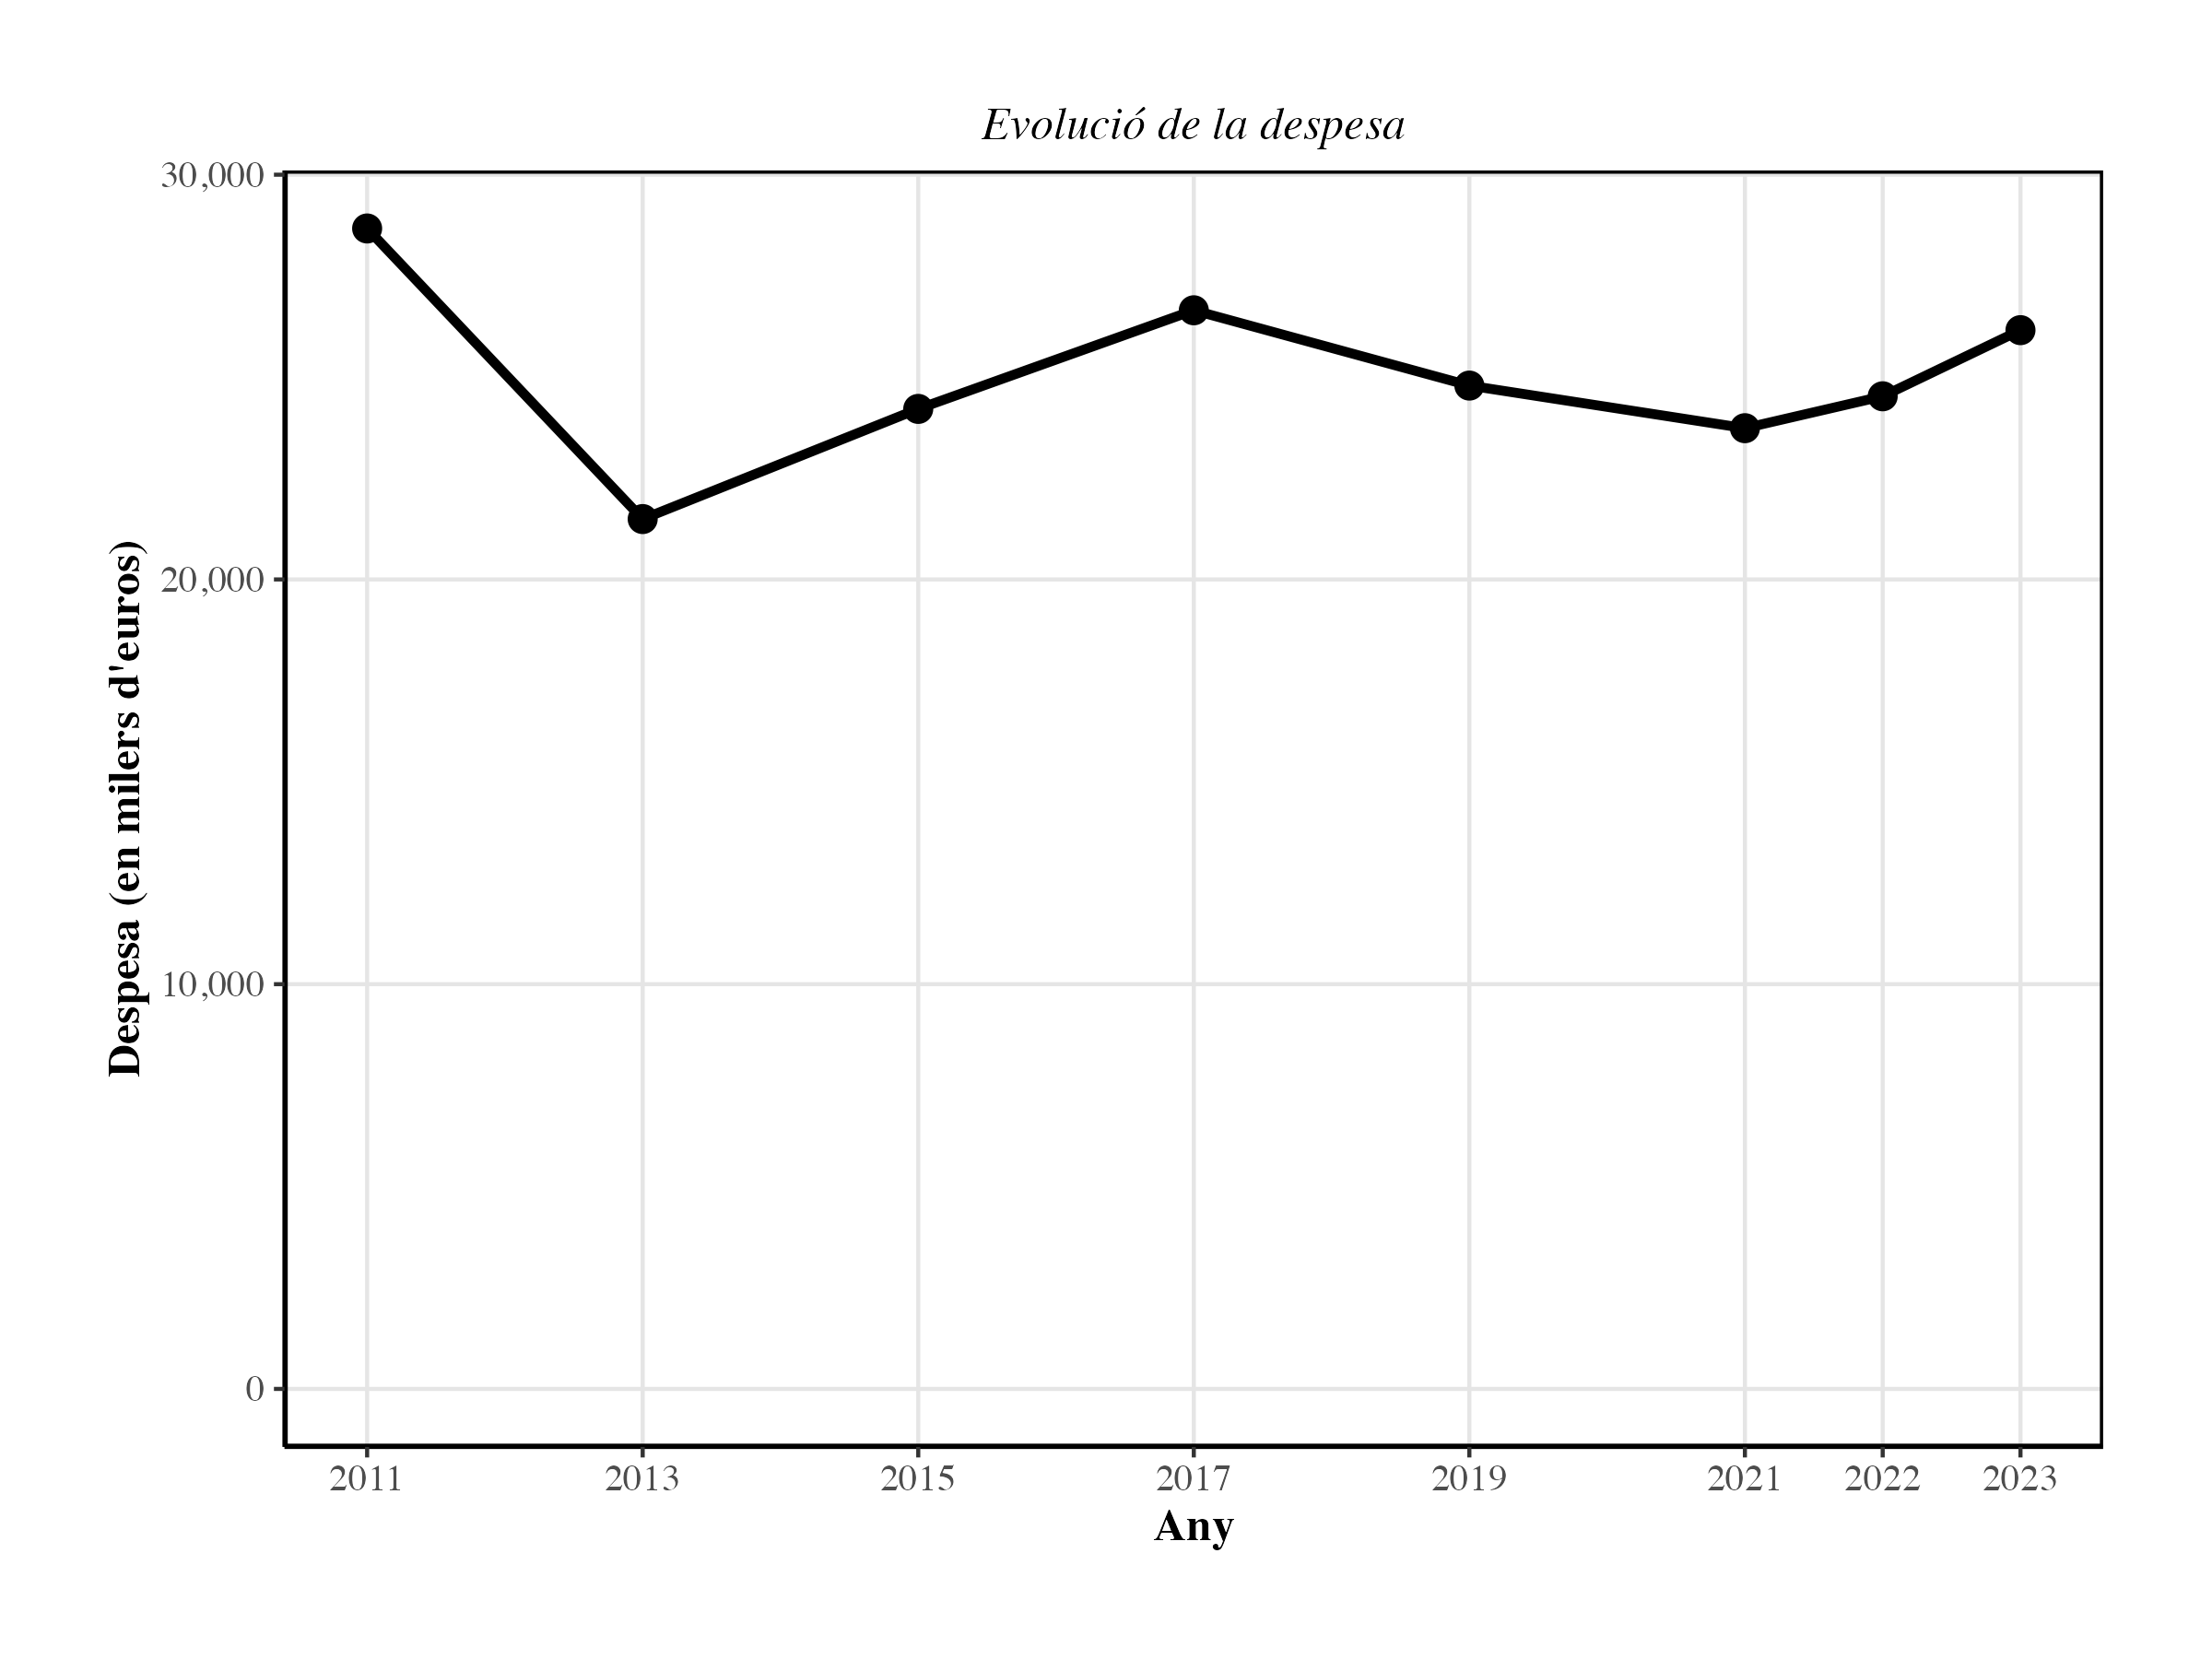 Evolució de la despesa
Despesa (en milers d'euros)
30,000
20,000
10,000
0
2011 2013 2015 2017 2019 2021 2022 2023
Any